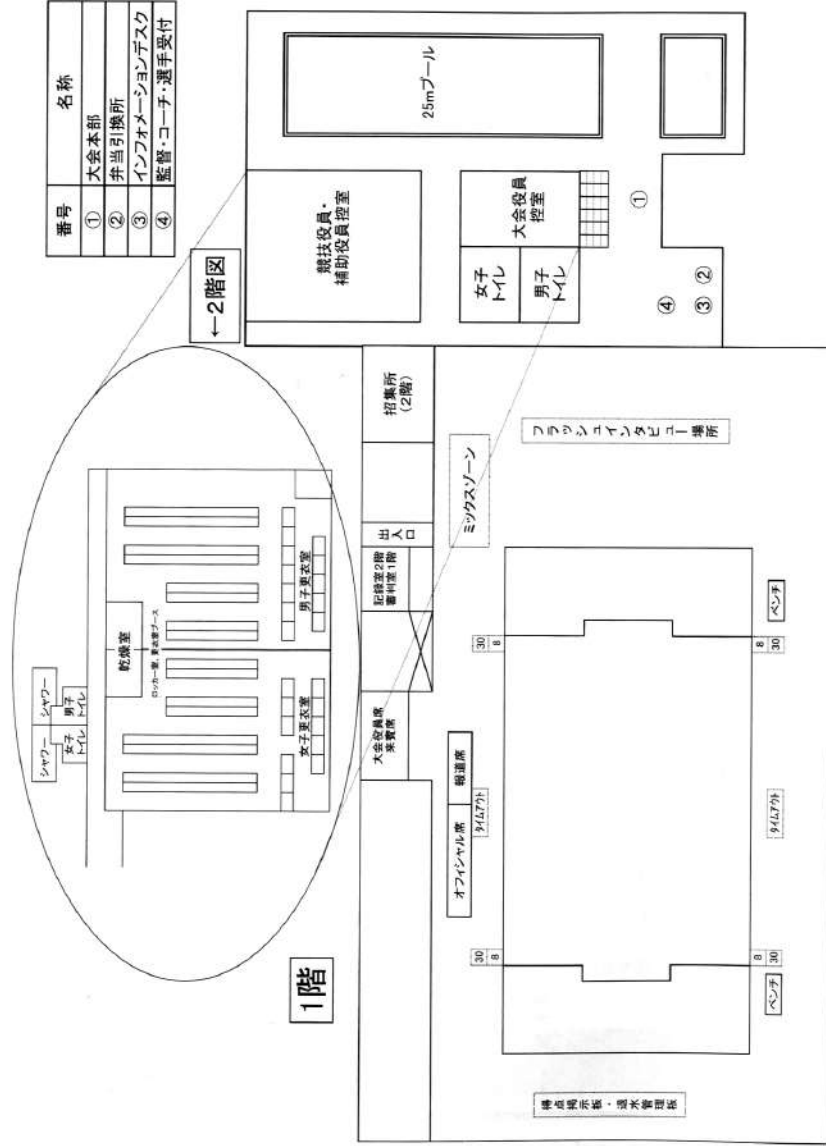 番号 名称
① 大会本部
② 弁当引換所
③ インフォメーションデスク
④ 監督・コーチ・選手受付
←2階図
シャワー シャワー
女子
トイレ
男子
トイレ
乾燥室
ロッカー室、更衣室ブース
女子更衣室
男子更衣室
1階
25mプール
競技役員・
補助役員控室
大会役員
控室
女子
トイレ
男子
トイレ
①
④
③ ②
招集所
(2階)
出入口
記録室2階
審判室1階
大会役員席
来賓席
ミックスゾーン
フラッシュインタビュー場所
オフィシャル席 報道席
タイムアウト
30
8
30
8
8
30
8
30
タイムアウト
ベンチ
ベンチ
得点掲示板・退水管理板